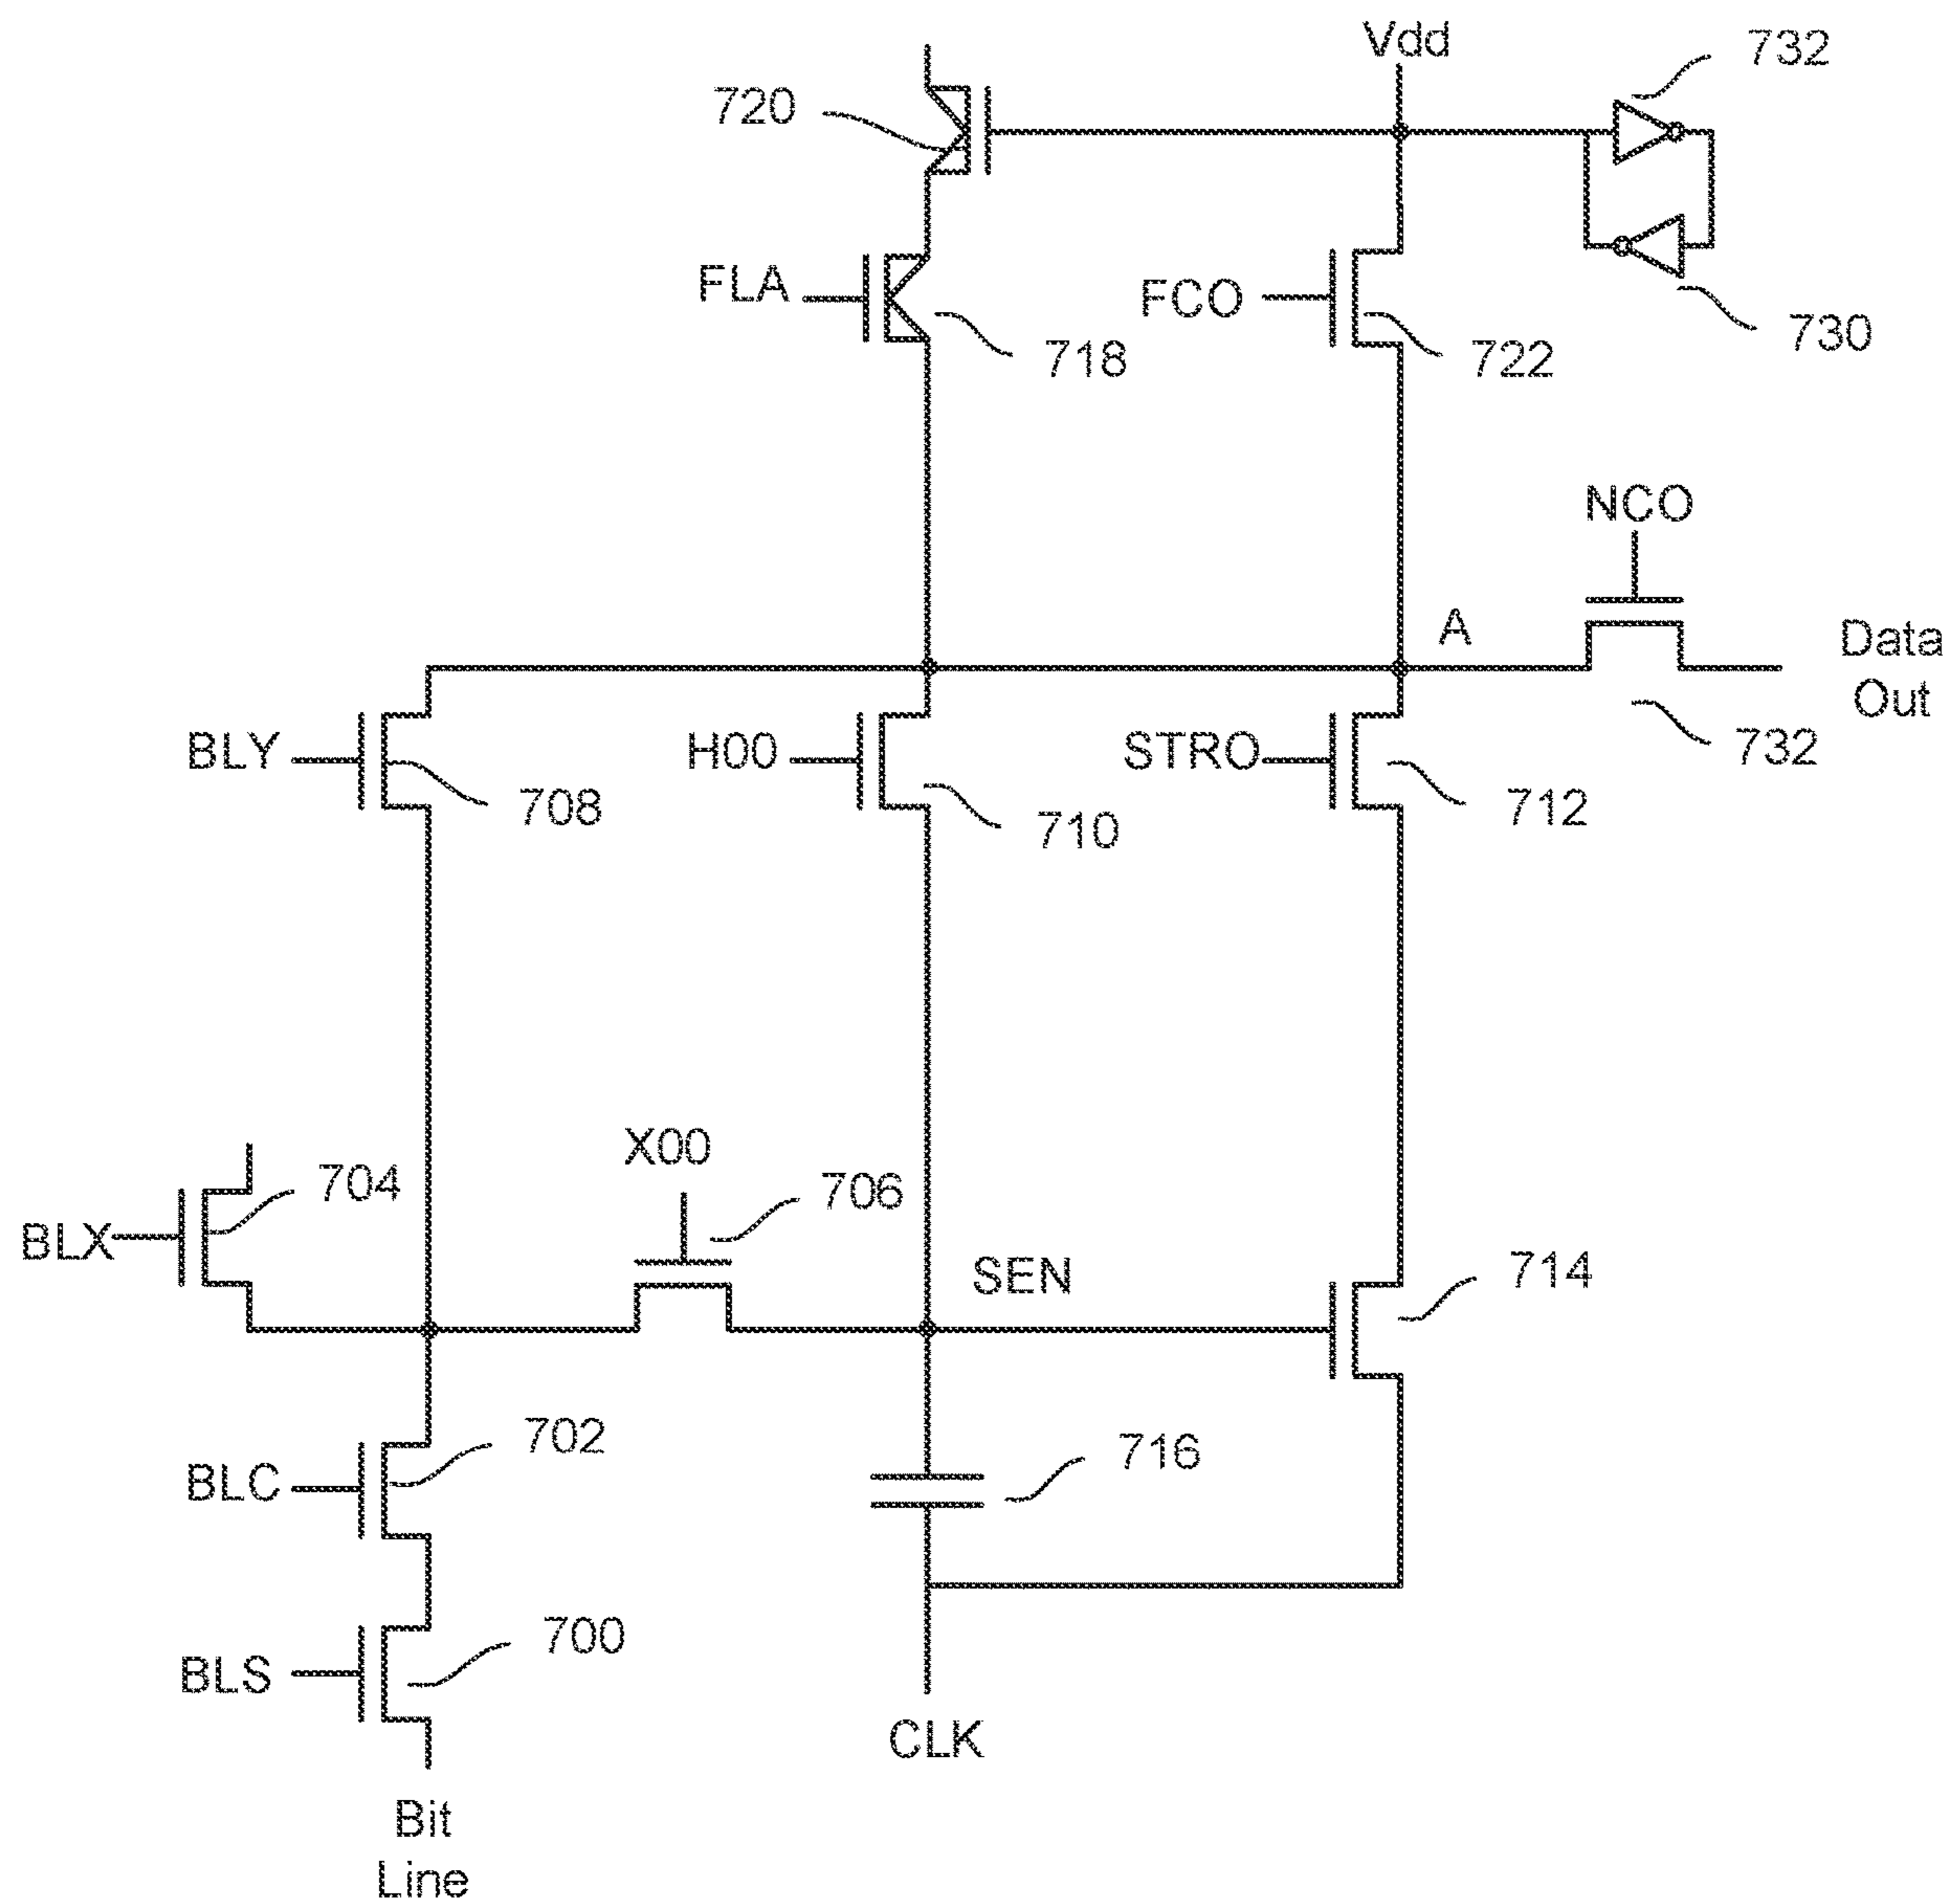 Vdd
732
720
FLA
718
FCO
722
730
NCO
A
Data
Out
732
BLY
708
H00
710
STRO
712
X00
706
704
BLX
SEN
714
BLC
702
716
BLS
700
CLK
Bit
Line